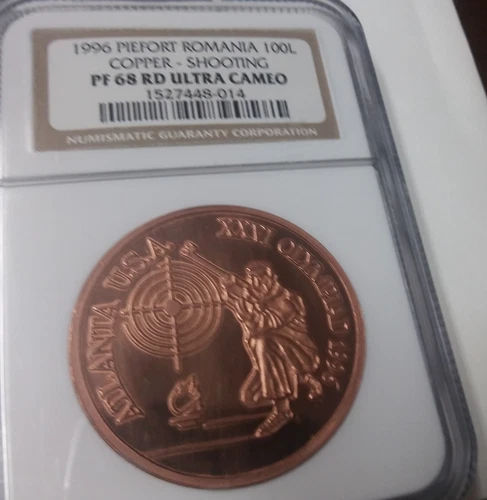 1996 PIEFORT ROMANIA 100L
COPPER - SHOOTING
PF 68 RD ULTRA CAMEO
1527448-014
NUMISMATIC GUARANTY CORPORATION
ATLANTA U.S.A.
XXVI OLYMPIAD 1996